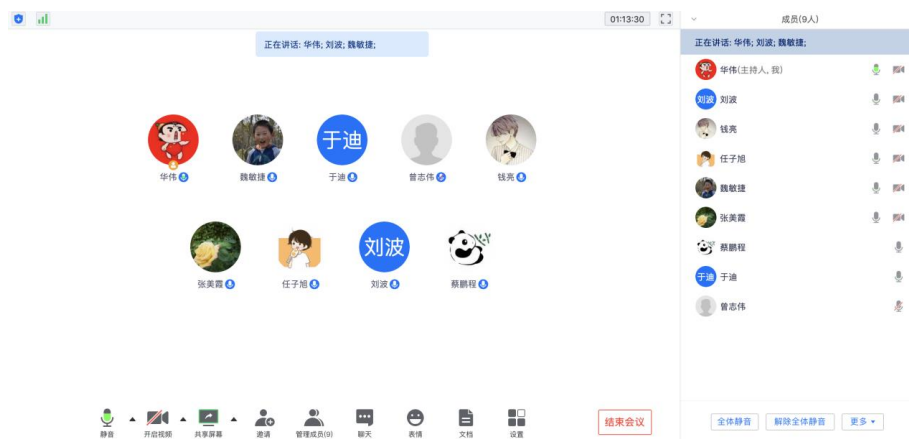 01:13:30
正在讲话: 华伟; 刘波; 魏敏捷;
于迪
华伟
魏敏捷
于迪
曾志伟
钱亮
刘波
张美霞
任子旭
刘波
蔡鹏程
静音
开启视频
共享屏幕
邀请
管理成员(9)
聊天
表情
文档
设置
结束会议
成员(9人)
正在讲话: 华伟; 刘波; 魏敏捷;
华伟(主持人, 我)
刘波 刘波
钱亮
任子旭
魏敏捷
张美霞
蔡鹏程
于迪 于迪
曾志伟
全体静音 解除全体静音 更多